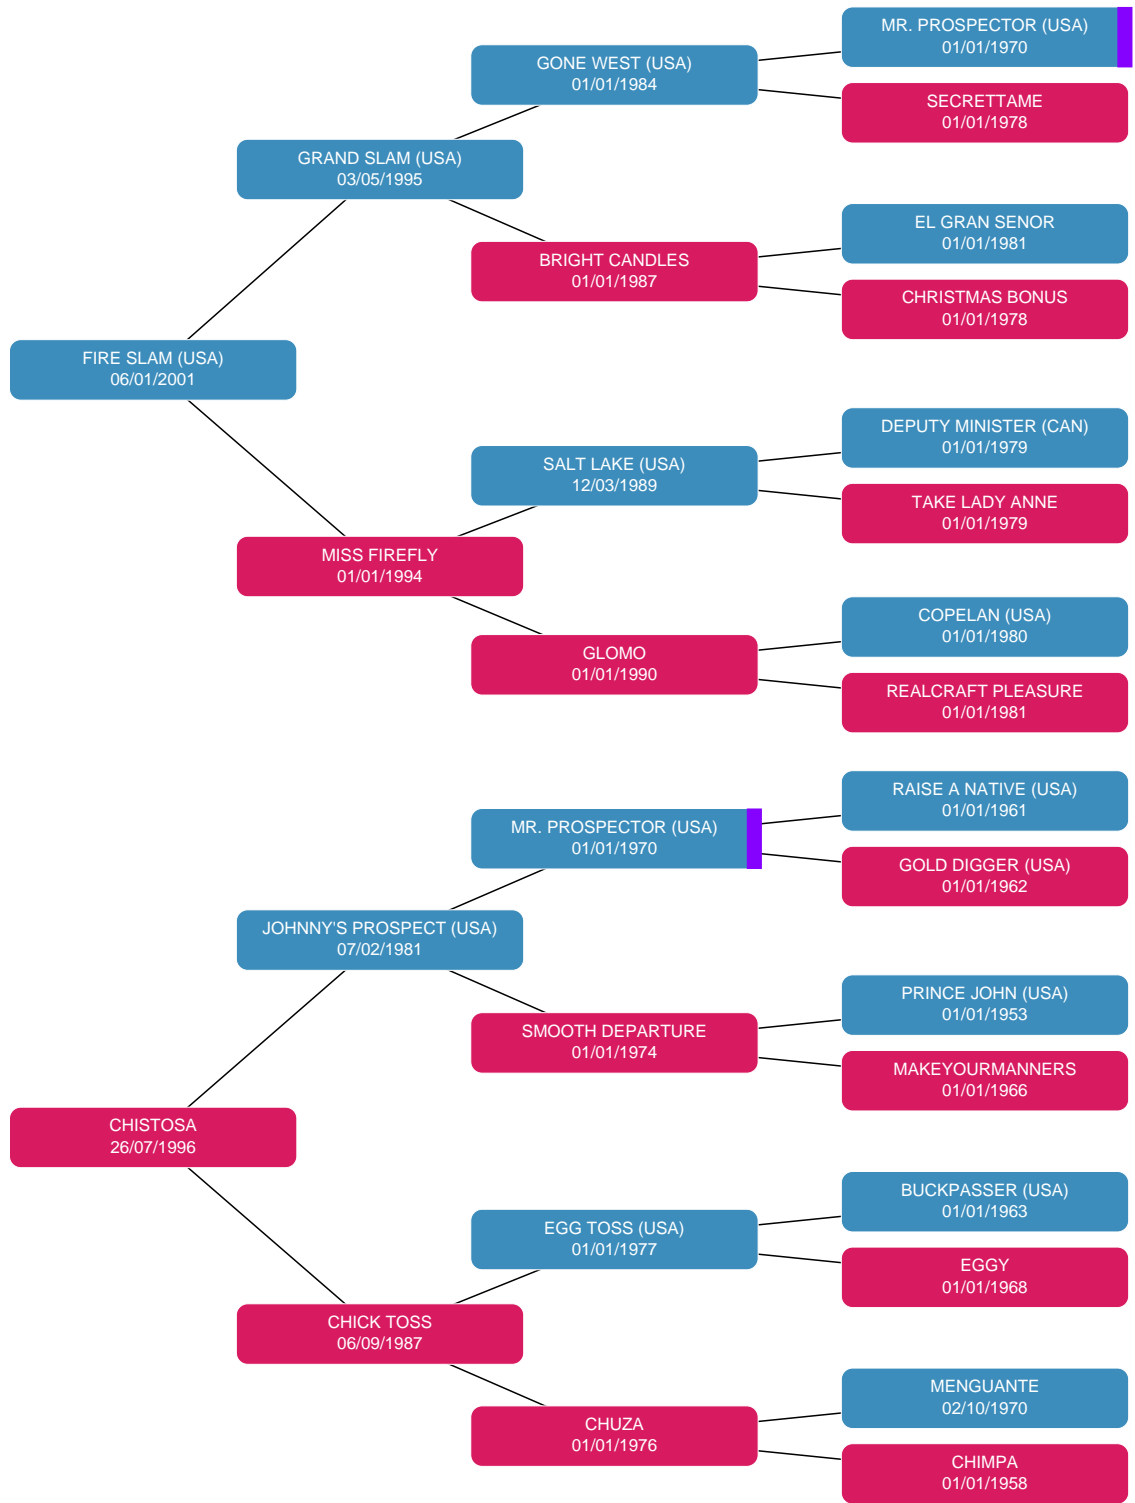 MR. PROSPECTOR (USA)
01/01/1970
GONE WEST (USA)
01/01/1984
SECRETTAME
01/01/1978
GRAND SLAM (USA)
03/05/1995
EL GRAN SENOR
01/01/1981
BRIGHT CANDLES
01/01/1987
CHRISTMAS BONUS
01/01/1978
FIRE SLAM (USA)
06/01/2001
DEPUTY MINISTER (CAN)
01/01/1979
SALT LAKE (USA)
12/03/1989
TAKE LADY ANNE
01/01/1979
MISS FIREFLY
01/01/1994
COPELAN (USA)
01/01/1980
GLOMO
01/01/1990
REALCRAFT PLEASURE
01/01/1981
RAISE A NATIVE (USA)
01/01/1961
MR. PROSPECTOR (USA)
01/01/1970
GOLD DIGGER (USA)
01/01/1962
JOHNNY'S PROSPECT (USA)
07/02/1981
PRINCE JOHN (USA)
01/01/1953
SMOOTH DEPARTURE
01/01/1974
MAKEYOURMANNERS
01/01/1966
CHISTOSA
26/07/1996
BUCKPASSER (USA)
01/01/1963
EGG TOSS (USA)
01/01/1977
EGGY
01/01/1968
CHICK TOSS
06/09/1987
MENGUANTE
02/10/1970
CHUZA
01/01/1976
CHIMPA
01/01/1958